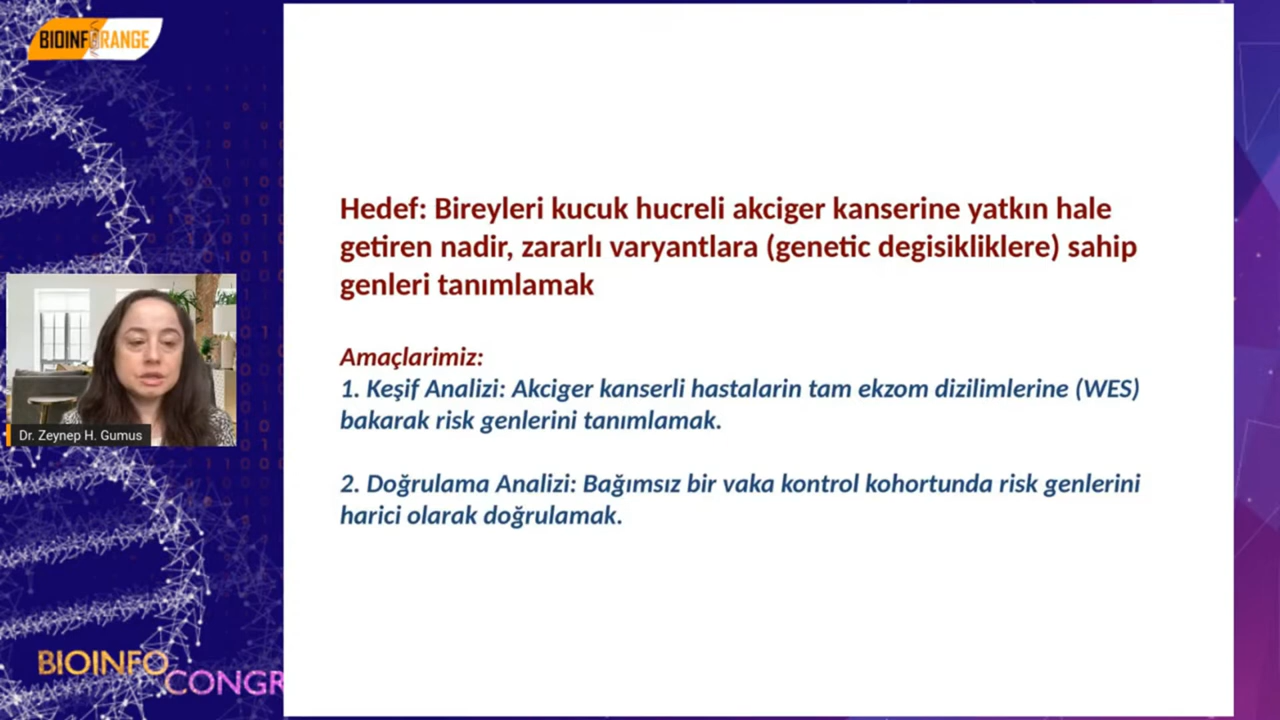 BIOINFORANGE
Hedef: Bireyleri kucuk hucreli akciger kanserine yatkın hale
getiren nadir, zararlı varyantlara (genetic degisikliklere) sahip
genleri tanımlamak
Amaçlarimiz:
1. Keşif Analizi: Akciger kanserli hastalarin tam ekzom dizilimlerine (WES)
bakarak risk genlerini tanımlamak.
2. Doğrulama Analizi: Bağımsız bir vaka kontrol kohortunda risk genlerini
harici olarak doğrulamak.
Dr. Zeynep H. Gumus
BIOINFO
CONGR